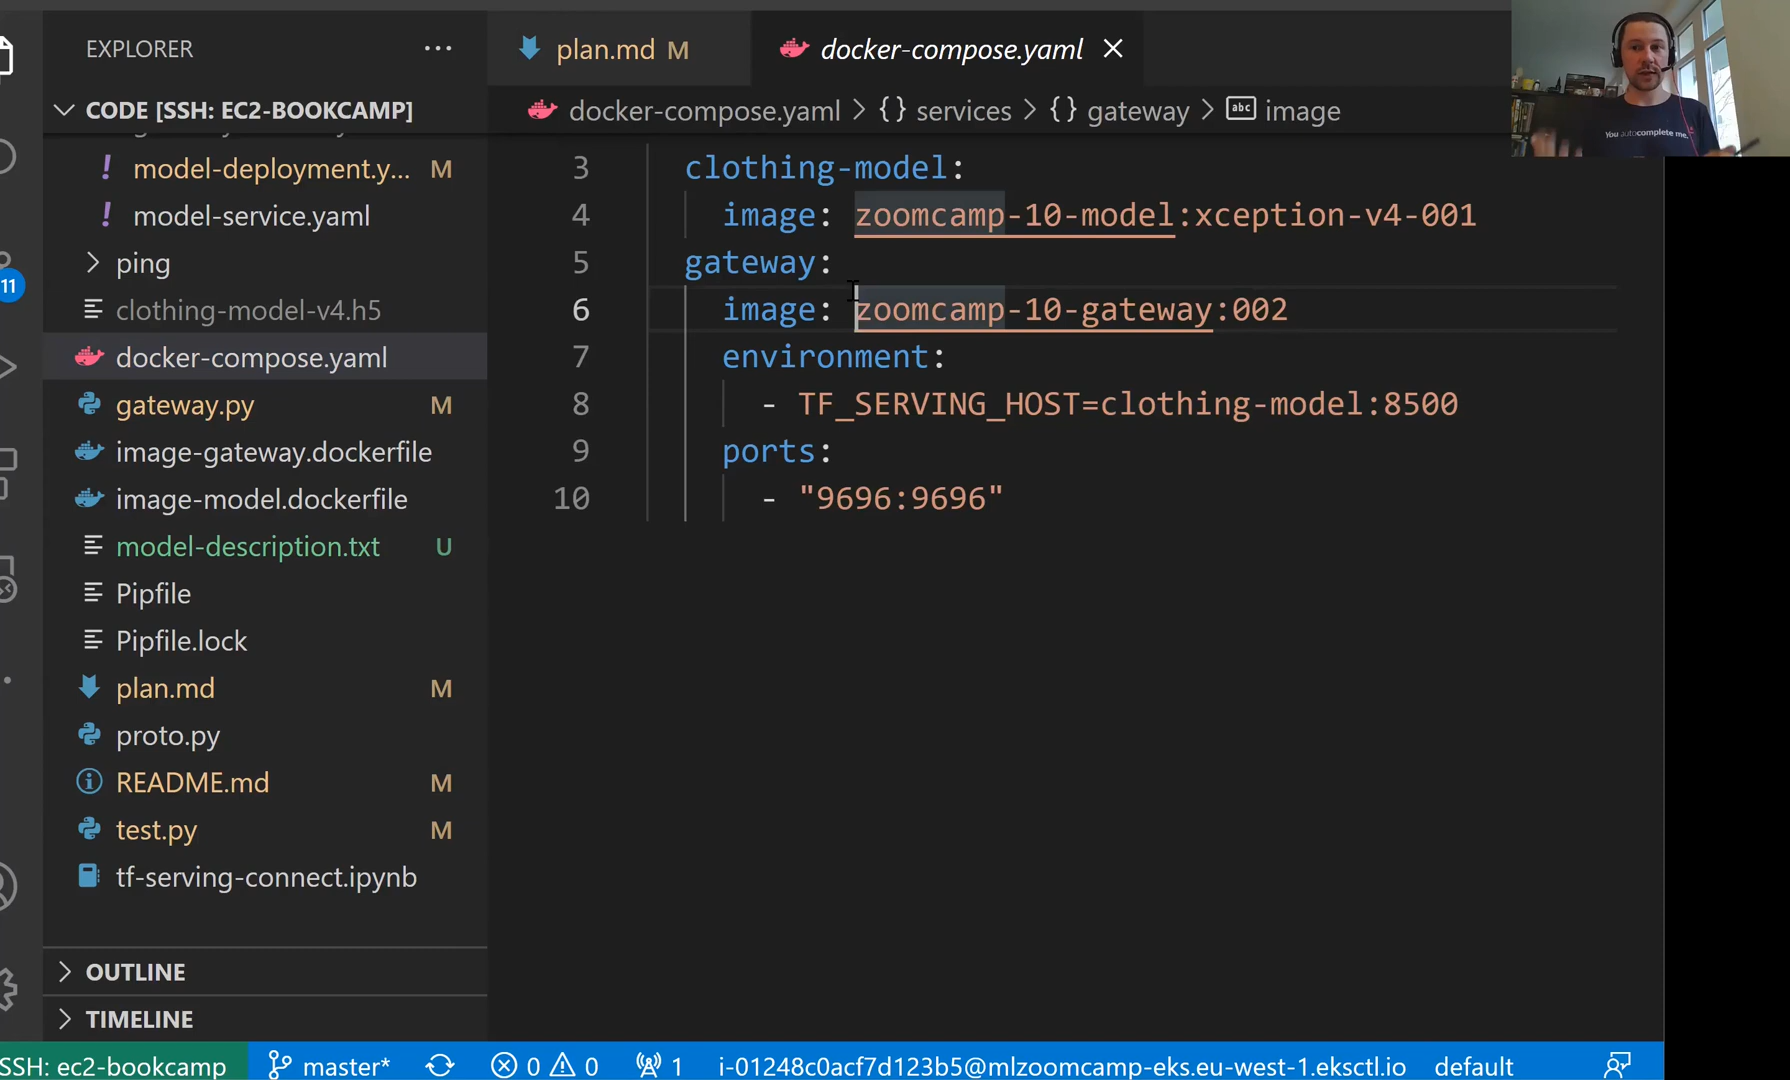 EXPLORER ···
CODE [SSH: EC2-BOOKCAMP]
model-deployment.y... M
model-service.yaml
ping
clothing-model-v4.h5
docker-compose.yaml
gateway.py M
image-gateway.dockerfile
image-model.dockerfile
model-description.txt U
Pipfile
Pipfile.lock
plan.md M
proto.py
README.md M
test.py M
tf-serving-connect.ipynb
OUTLINE
TIMELINE
11
plan.md M docker-compose.yaml
docker-compose.yaml > {} services > {} gateway > abc image
3 clothing-model:
4 image: zoomcamp-10-model:xception-v4-001
5 gateway:
6 image: zoomcamp-10-gateway:002
7 environment:
8 - TF_SERVING_HOST=clothing-model:8500
9 ports:
10 - "9696:9696"
You autocomplete me.
SSH: ec2-bookcamp master* 0 0 1 i-01248c0acf7d123b5@mlzoomcamp-eks.eu-west-1.eksctl.io default